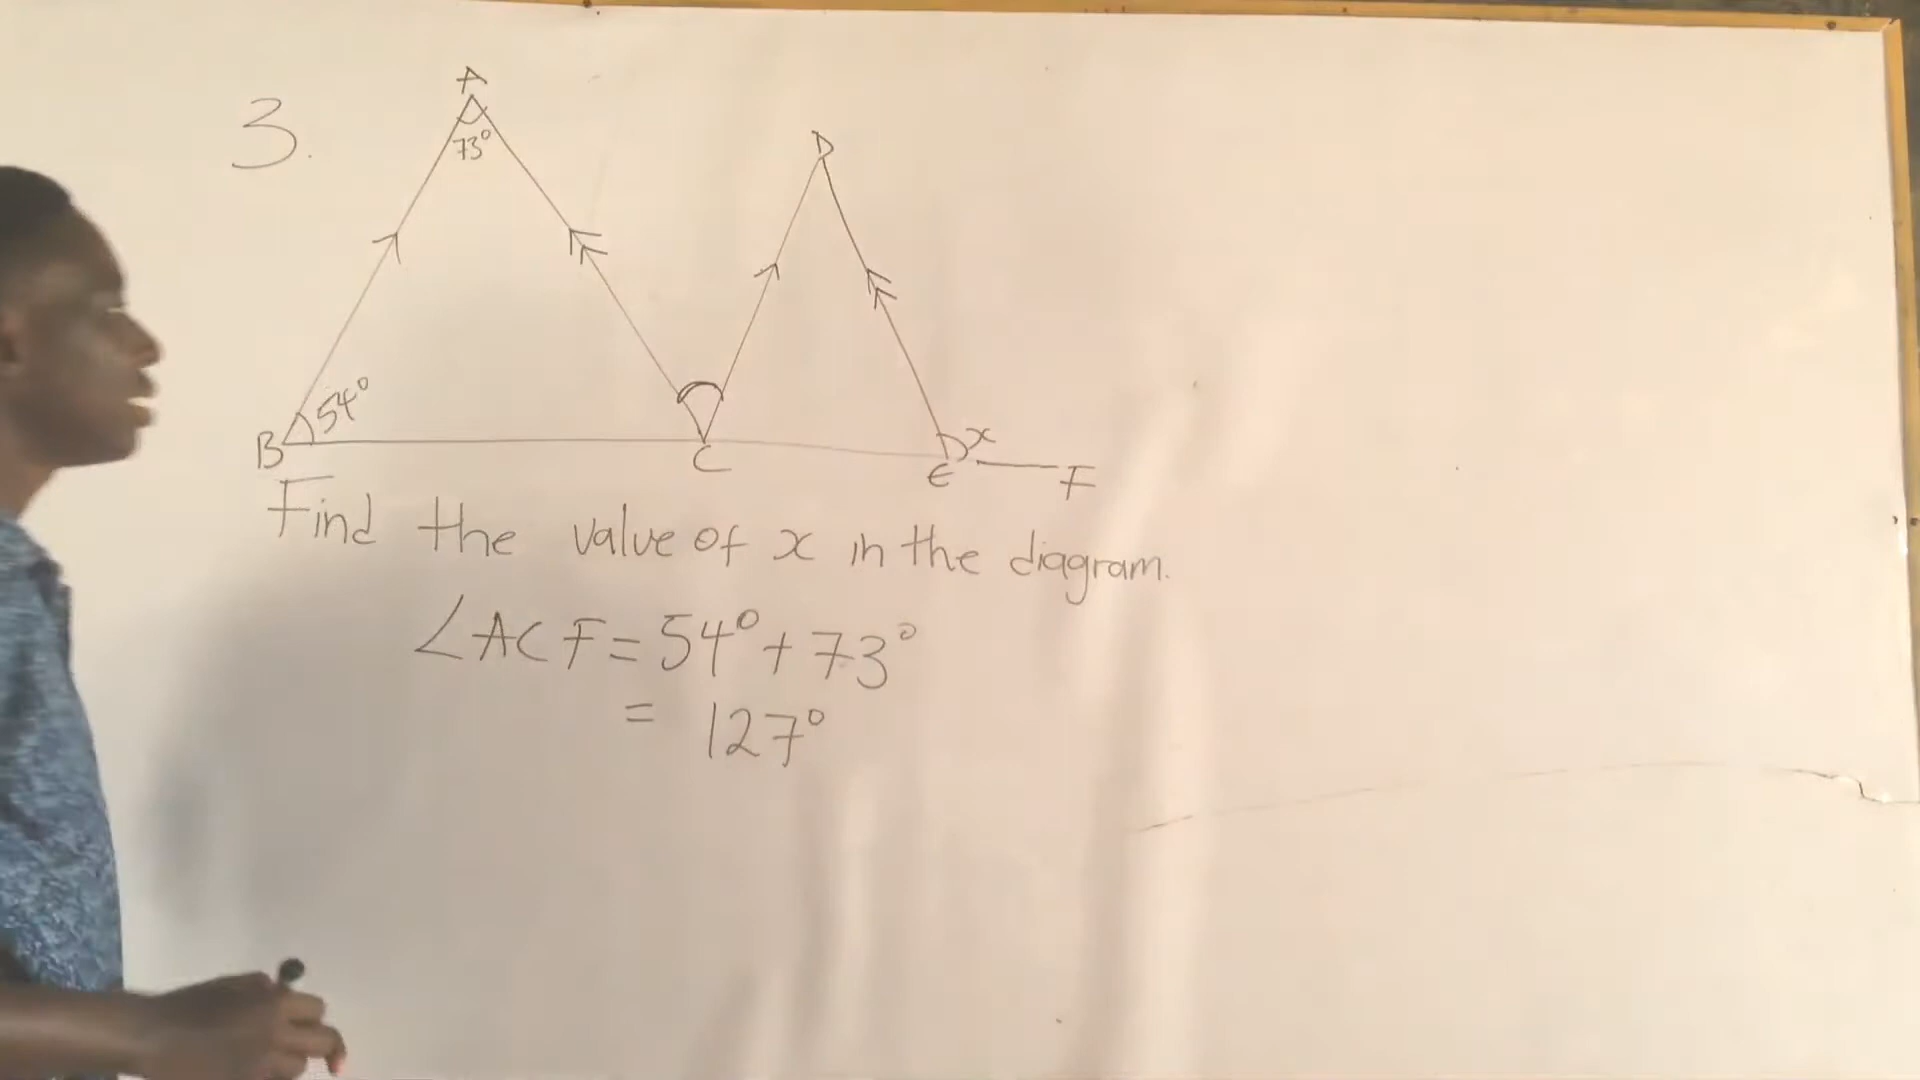 3.
A
73°
D
54°
B
C
x
E
F
Find the value of x in the diagram.
∠ACF = 54° + 73°
= 127°